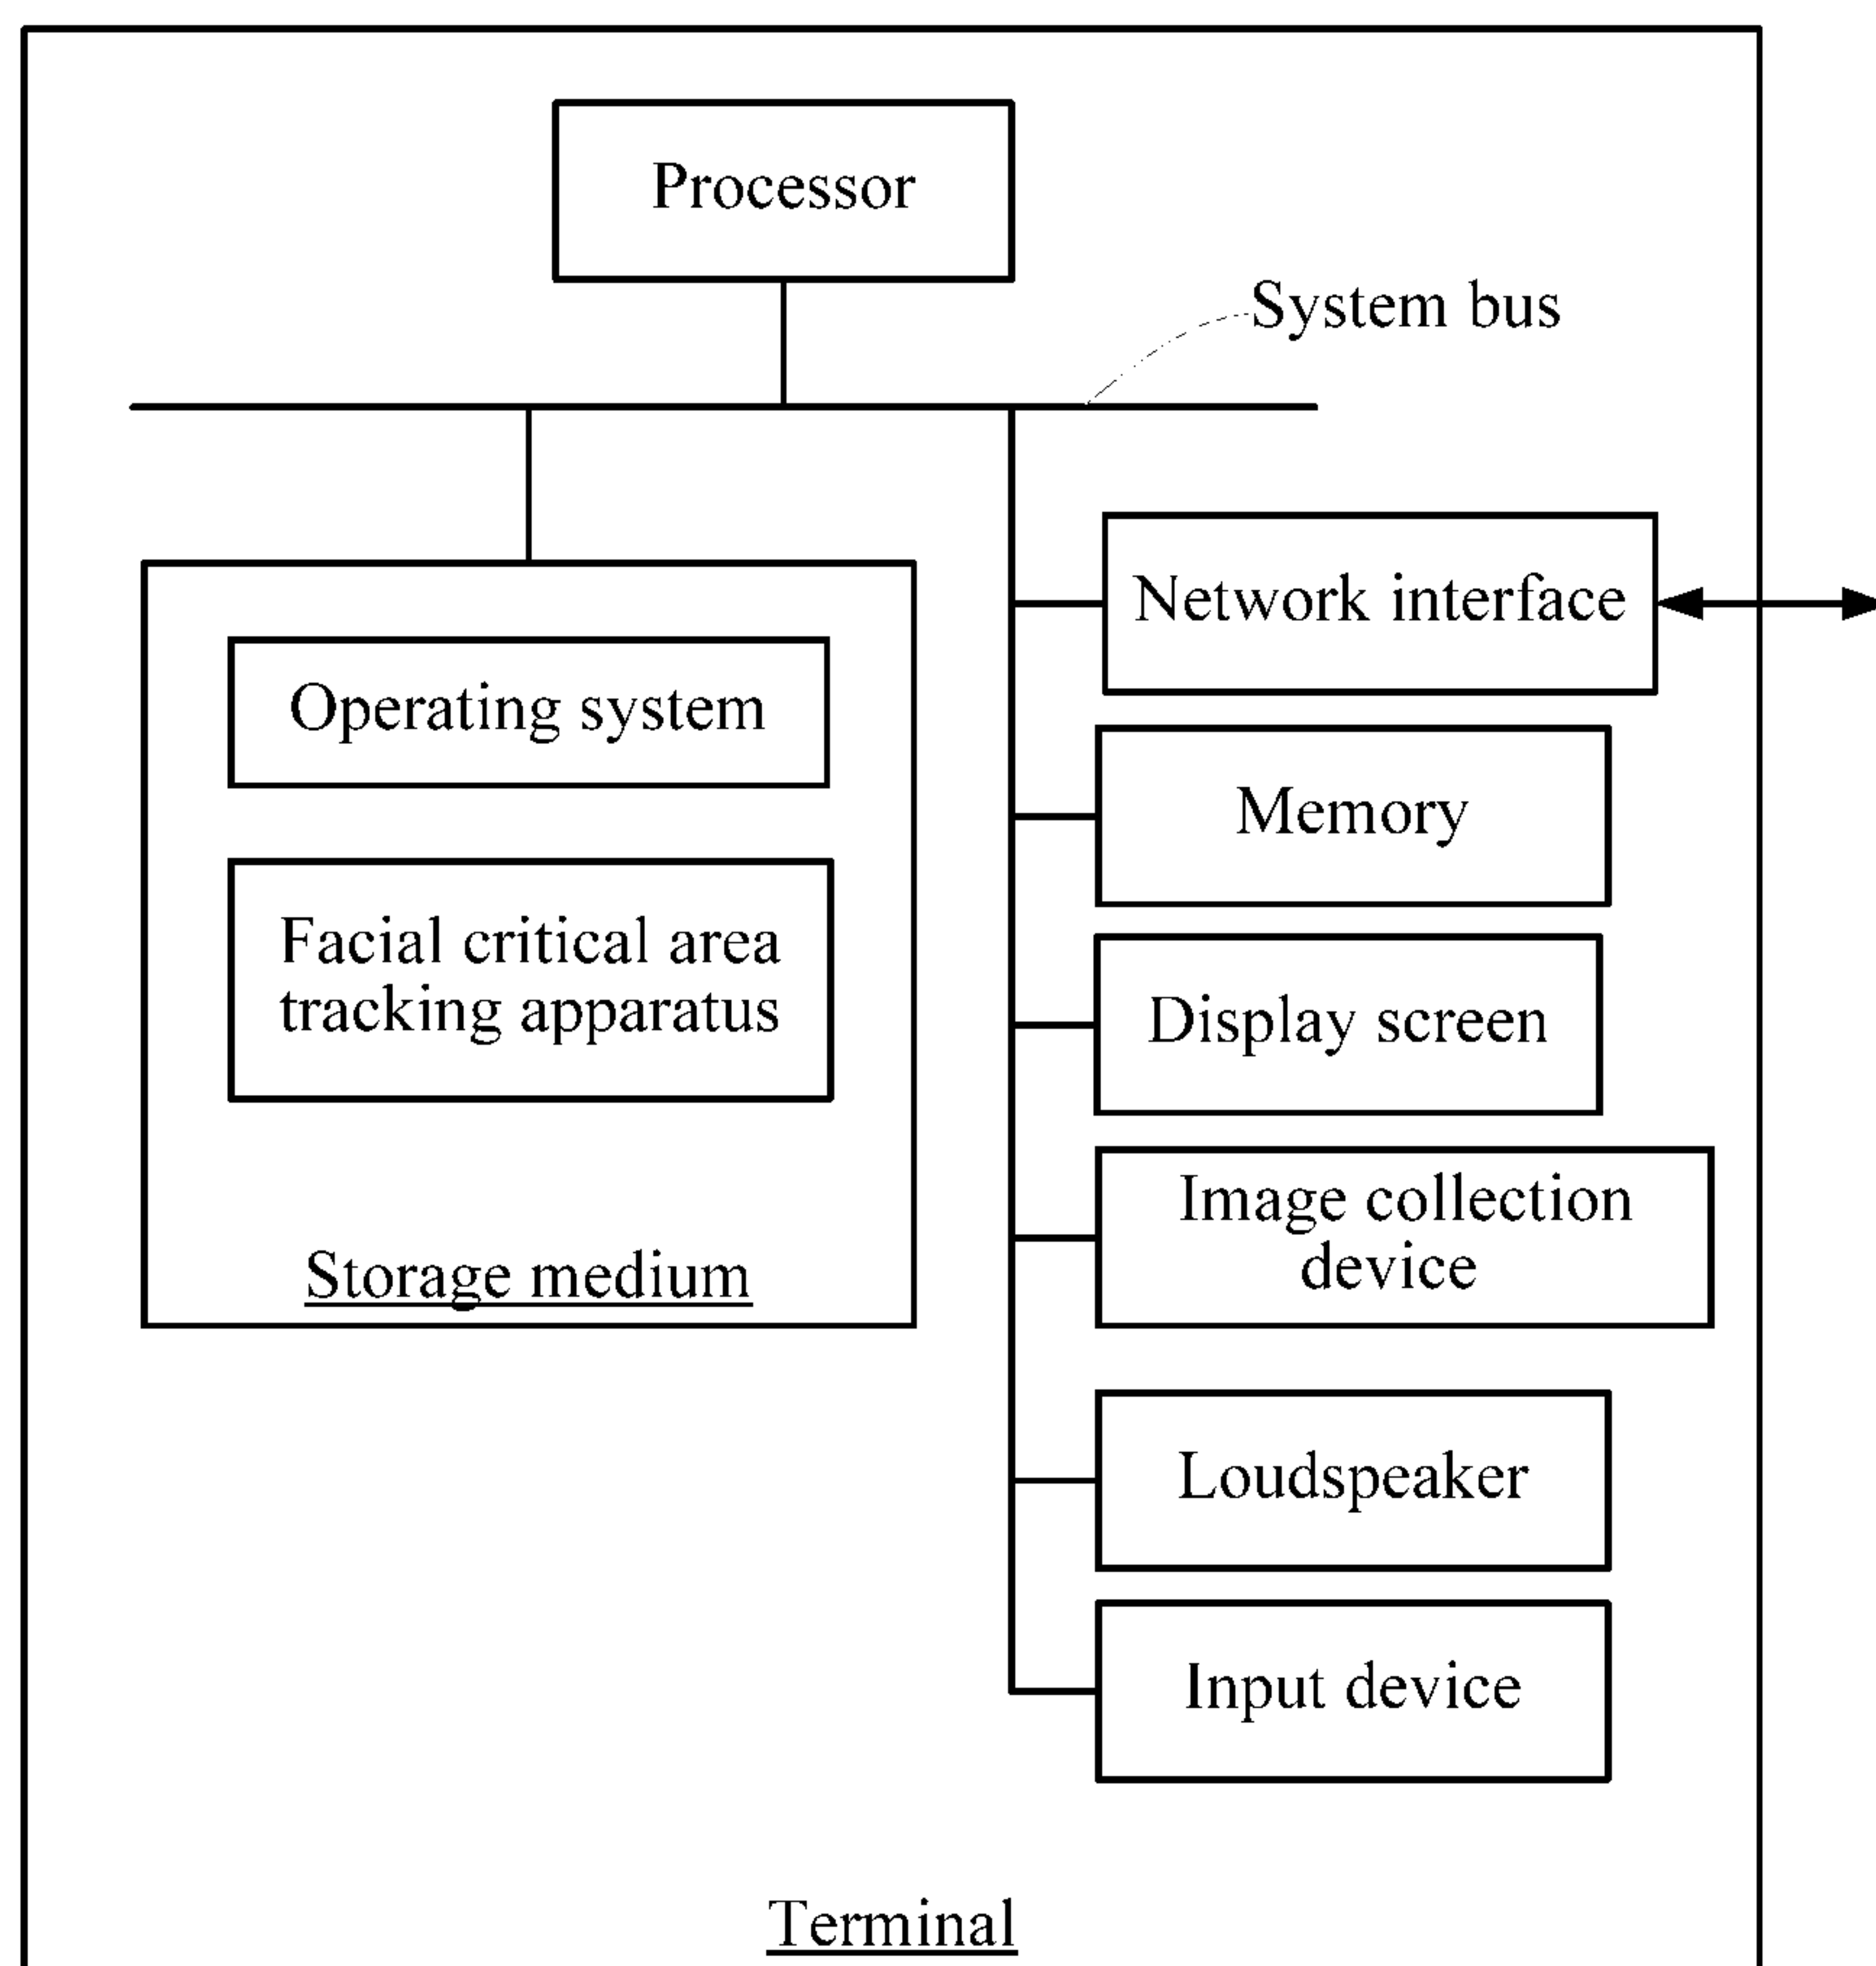 Processor
System bus
Network interface
Operating system
Memory
Facial critical area
tracking apparatus
Display screen
Image collection
device
Storage medium
Loudspeaker
Input device
Terminal